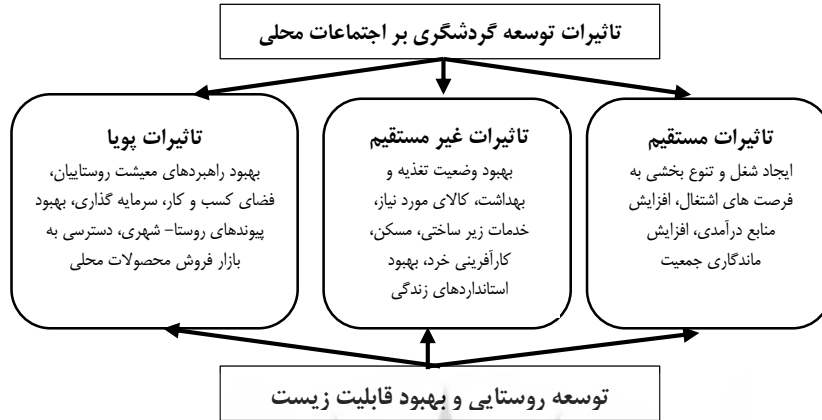 تاثیرات توسعه گردشگری بر اجتماعات محلی
تاثیرات مستقیم
ایجاد شغل و تنوع بخشی به
فرصت های اشتغال، افزایش
منابع درآمدی، افزایش
ماندگاری جمعیت
تاثیرات غیر مستقیم
بهبود وضعیت تغذیه و
بهداشت، کالای مورد نیاز،
خدمات زیر ساختی، مسکن،
کارآفرینی خرد، بهبود
استانداردهای زندگی
تاثیرات پویا
بهبود راهبردهای معیشت روستاییان،
فضای کسب و کار، سرمایه گذاری، بهبود
پیوندهای روستا- شهری، دسترسی به
بازار فروش محصولات محلی
توسعه روستایی و بهبود قابلیت زیست